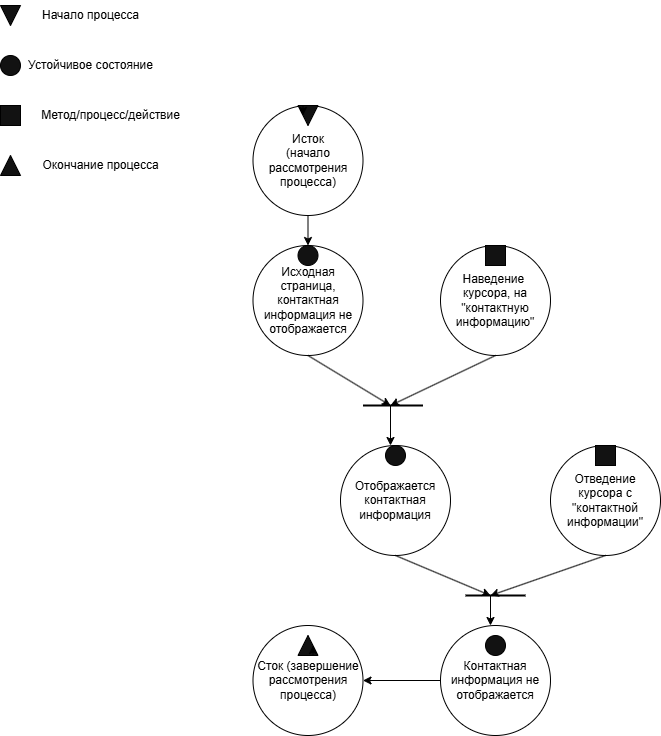 Начало процесса
Устойчивое состояние
Метод/процесс/действие
Окончание процесса
Исток
(начало
рассмотрения
процесса)
Исходная
страница,
контактная
информация не
отображается
Наведение
курсора, на
"контактную
информацию"
Отображается
контактная
информация
Отведение
курсора с
"контактной
информации"
Сток (завершение
рассмотрения
процесса)
Контактная
информация не
отображается